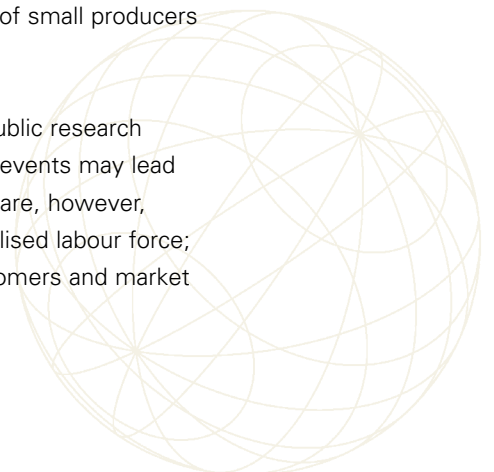 of small producers
ublic research
events may lead
are, however,
lised labour force;
omers and market